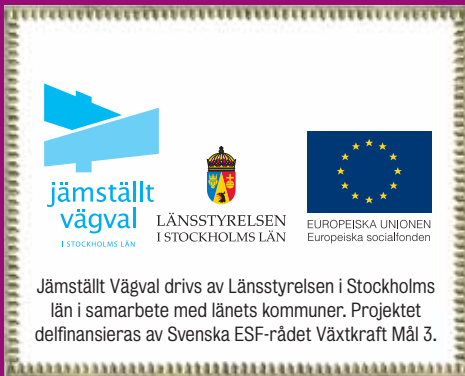 jämställt
vägval
I STOCKHOLMS LÄN
LÄNSSTYRELSEN
I STOCKHOLMS LÄN
EUROPEISKA UNIONEN
Europeiska socialfonden
Jämställt Vägval drivs av Länsstyrelsen i Stockholms
län i samarbete med länets kommuner. Projektet
delfinansieras av Svenska ESF-rådet Växtkraft Mål 3.